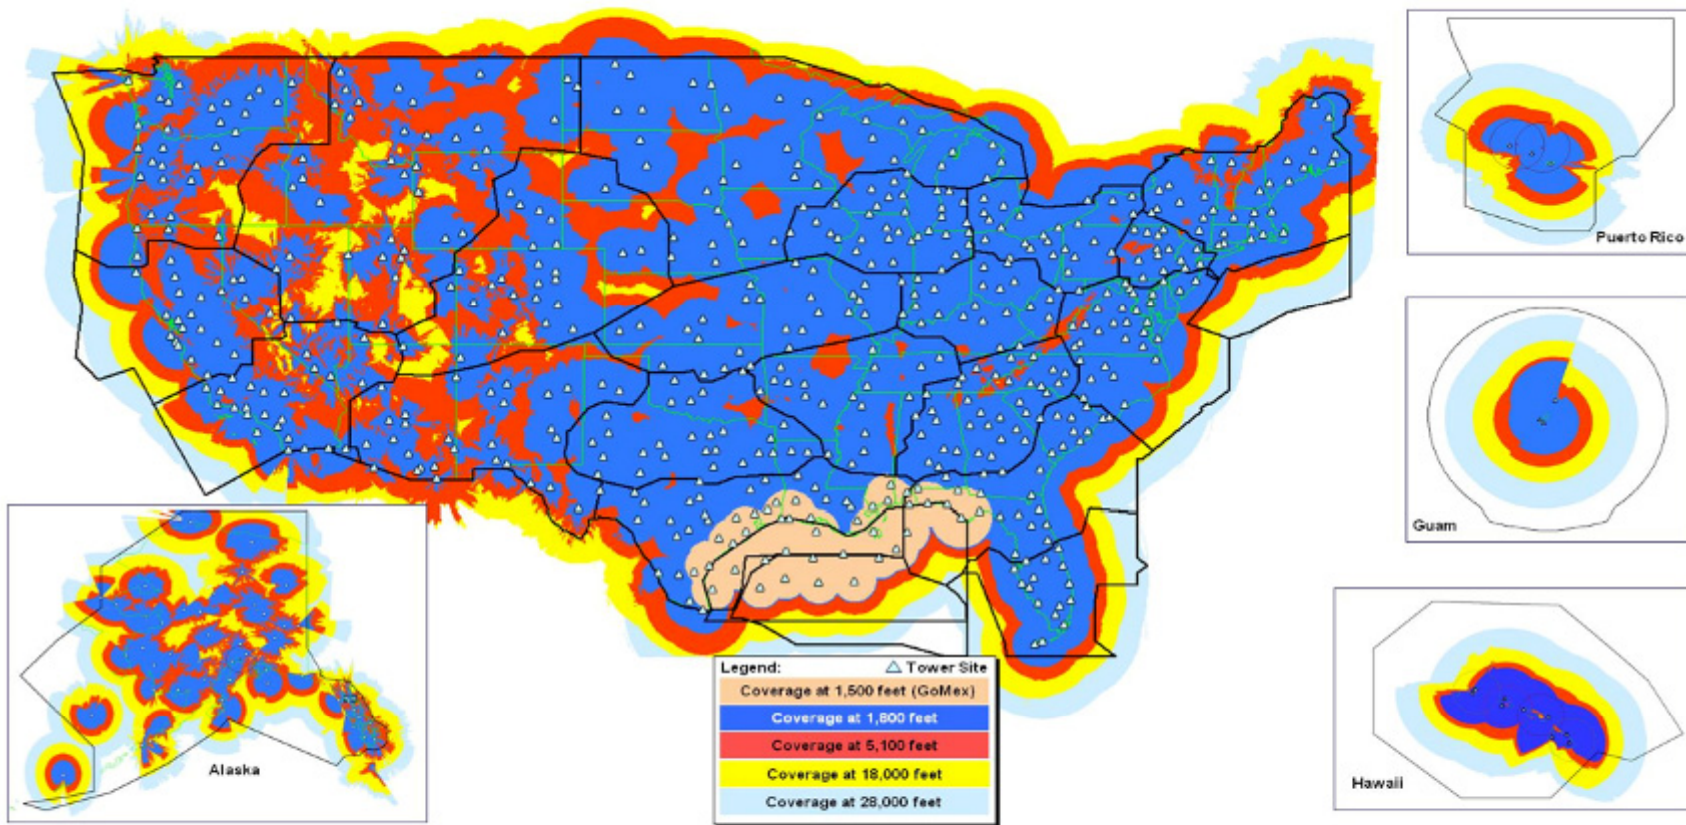 Puerto Rico
Guam
Alaska
Hawaii
Legend:
Tower Site
Coverage at 1,500 feet (GoMex)
Coverage at 1,800 feet
Coverage at 5,100 feet
Coverage at 18,000 feet
Coverage at 28,000 feet